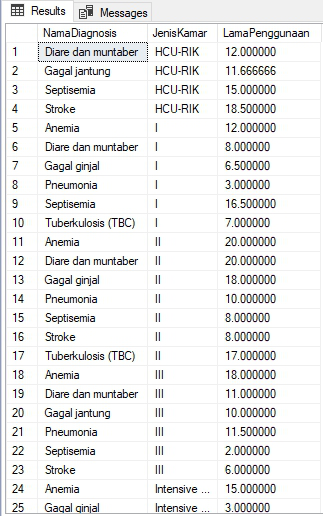 Results Messages
NamaDiagnosis JenisKamar LamaPenggunaan
1 Diare dan muntaber HCU-RIK 12.000000
2 Gagal jantung HCU-RIK 11.666666
3 Septisemia HCU-RIK 15.000000
4 Stroke HCU-RIK 18.500000
5 Anemia I 12.000000
6 Diare dan muntaber I 8.000000
7 Gagal ginjal I 6.500000
8 Pneumonia I 3.000000
9 Septisemia I 16.500000
10 Tuberkulosis (TBC) I 7.000000
11 Anemia II 20.000000
12 Diare dan muntaber II 20.000000
13 Gagal ginjal II 18.000000
14 Pneumonia II 10.000000
15 Septisemia II 8.000000
16 Stroke II 8.000000
17 Tuberkulosis (TBC) II 17.000000
18 Anemia III 18.000000
19 Diare dan muntaber III 11.000000
20 Gagal jantung III 10.000000
21 Pneumonia III 11.500000
22 Septisemia III 2.000000
23 Stroke III 6.000000
24 Anemia Intensive ... 15.000000
25 Gagal ginjal Intensive ... 3.000000